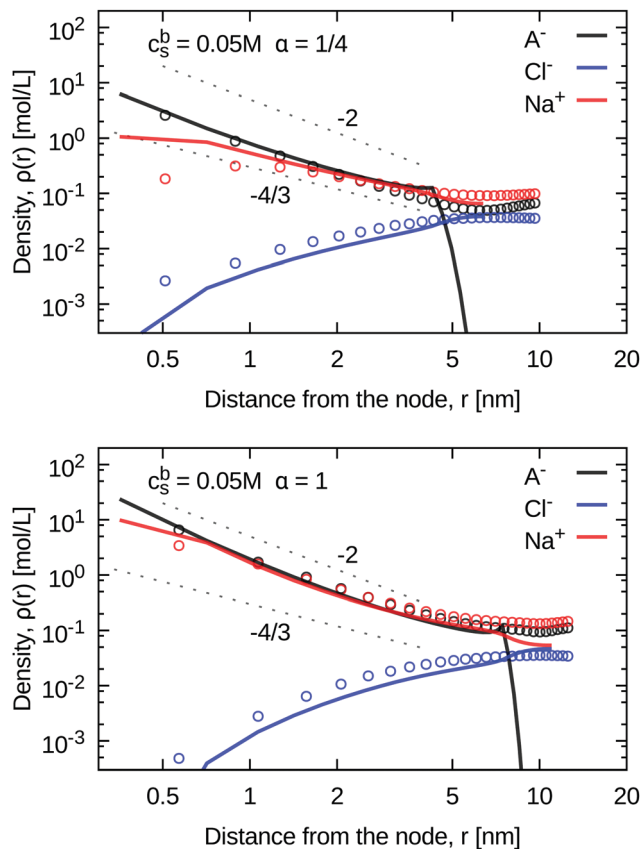 c_s^b = 0.05M α = 1/4
A⁻
Cl⁻
Na⁺
-2
-4/3
10²
10¹
10⁰
10⁻¹
10⁻²
10⁻³
Density, ρ(r) [mol/L]
0.5 1 2 5 10 20
Distance from the node, r [nm]
c_s^b = 0.05M α = 1
A⁻
Cl⁻
Na⁺
-2
-4/3
10²
10¹
10⁰
10⁻¹
10⁻²
10⁻³
Density, ρ(r) [mol/L]
0.5 1 2 5 10 20
Distance from the node, r [nm]